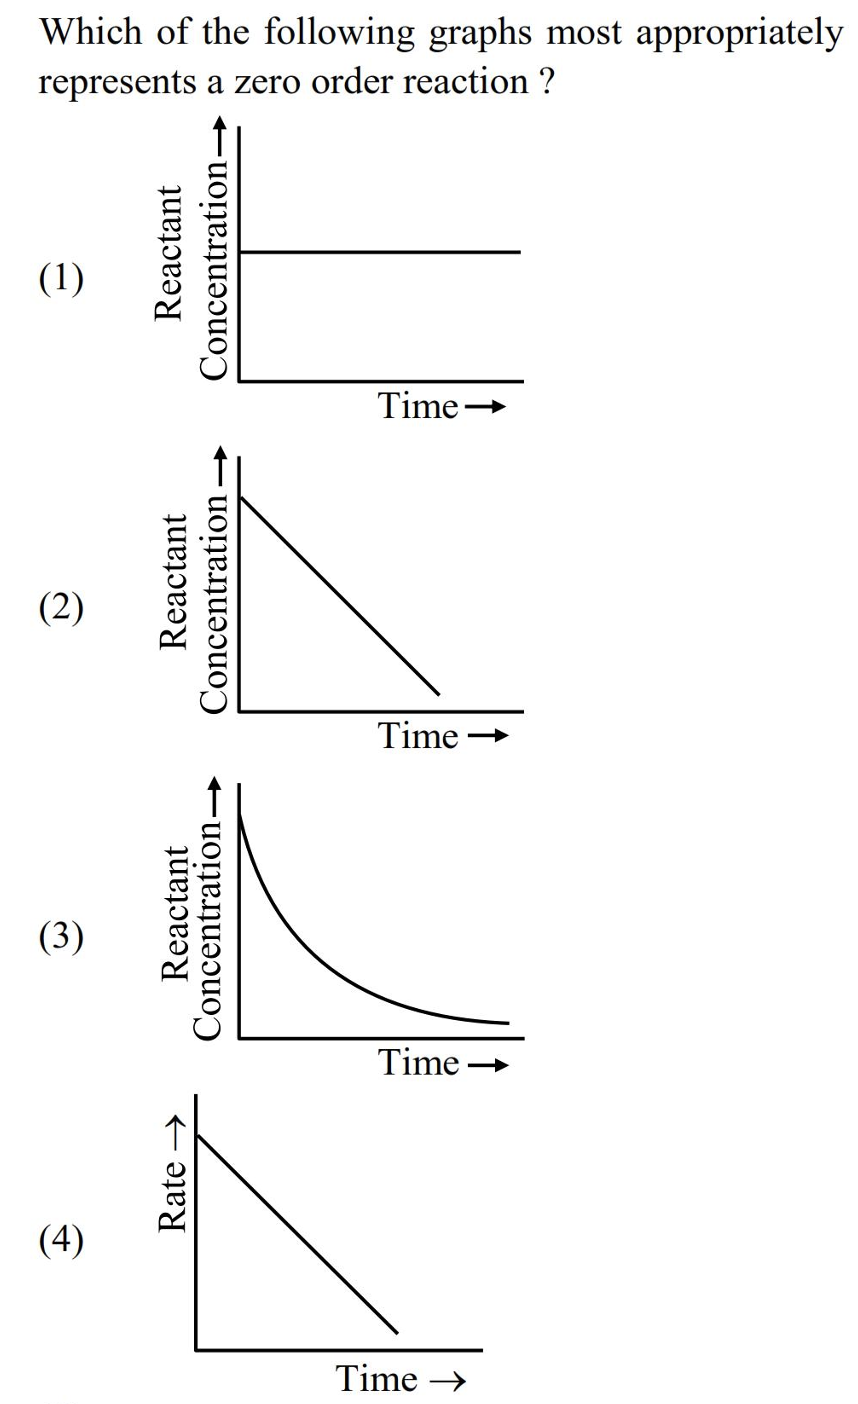 Which of the following graphs most appropriately
represents a zero order reaction ?
(1)
Reactant
Concentration
Time
(2)
Reactant
Concentration
Time
(3)
Reactant
Concentration
Time
(4)
Rate →
Time →